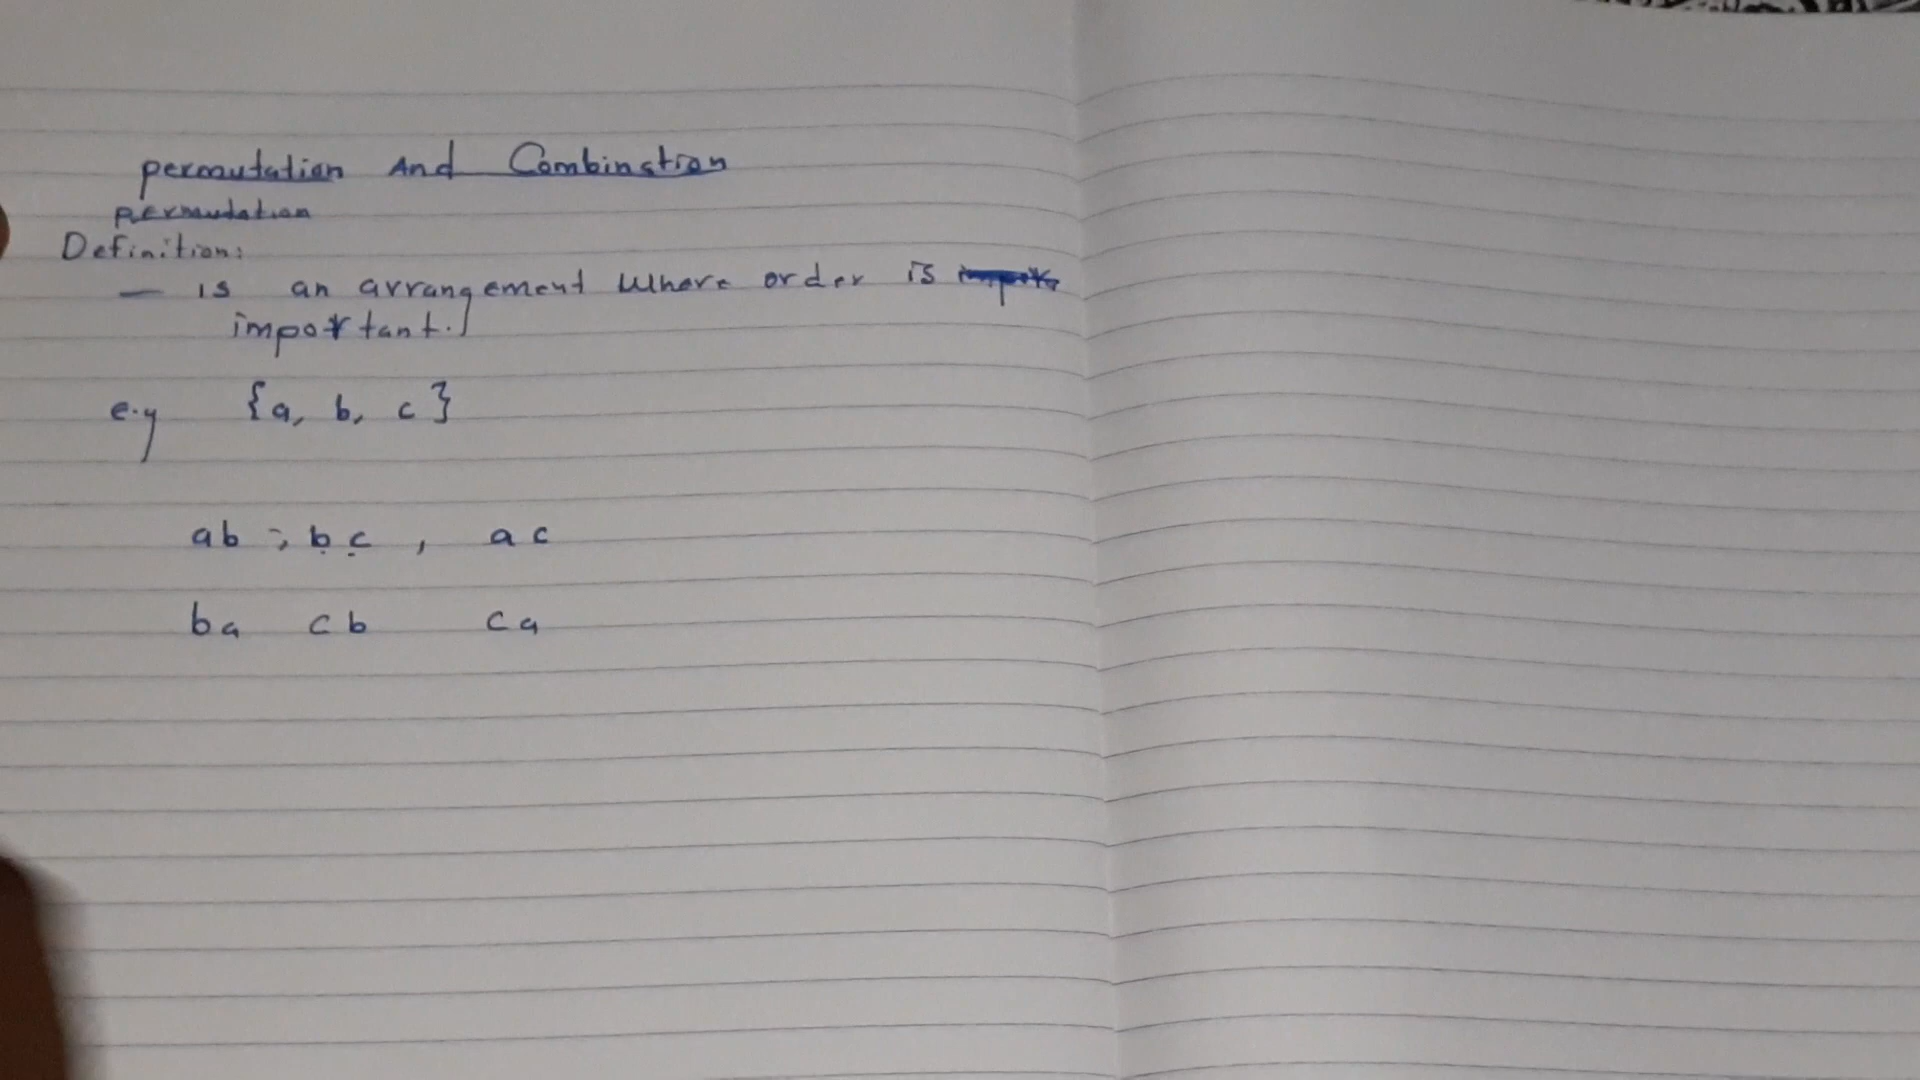 permutation And Combination
permutation
Definition:
— is an arrangement where order is
important.
e.g {a, b, c}
ab , bc , ac
ba cb ca